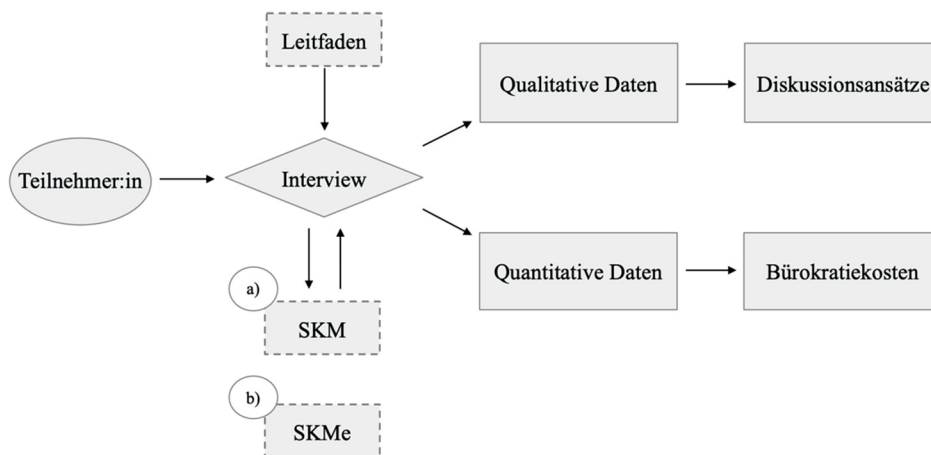 Leitfaden
Qualitative Daten
Diskussionsansätze
Teilnehmer:in
Interview
Quantitative Daten
Bürokratiekosten
a)
SKM
b)
SKMe